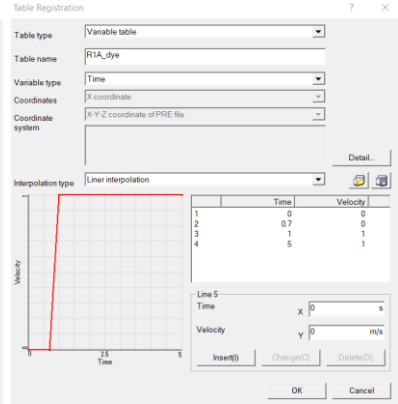 Table Registration ? ×
Table type Variable table
Table name R1A_dye
Variable type Time
Coordinates X coordinate
Coordinate system X-Y-Z coordinate of PRE file
Detail...
Interpolation type Liner interpolation
Time Velocity
1 0 0
2 0.7 0
3 1 1
4 5 1
1
Velocity
0
0 2.5 5
Time
Line 5
Time X 0 s
Velocity Y 0 m/s
Insert(I) Change(C) Delete(D)
OK Cancel